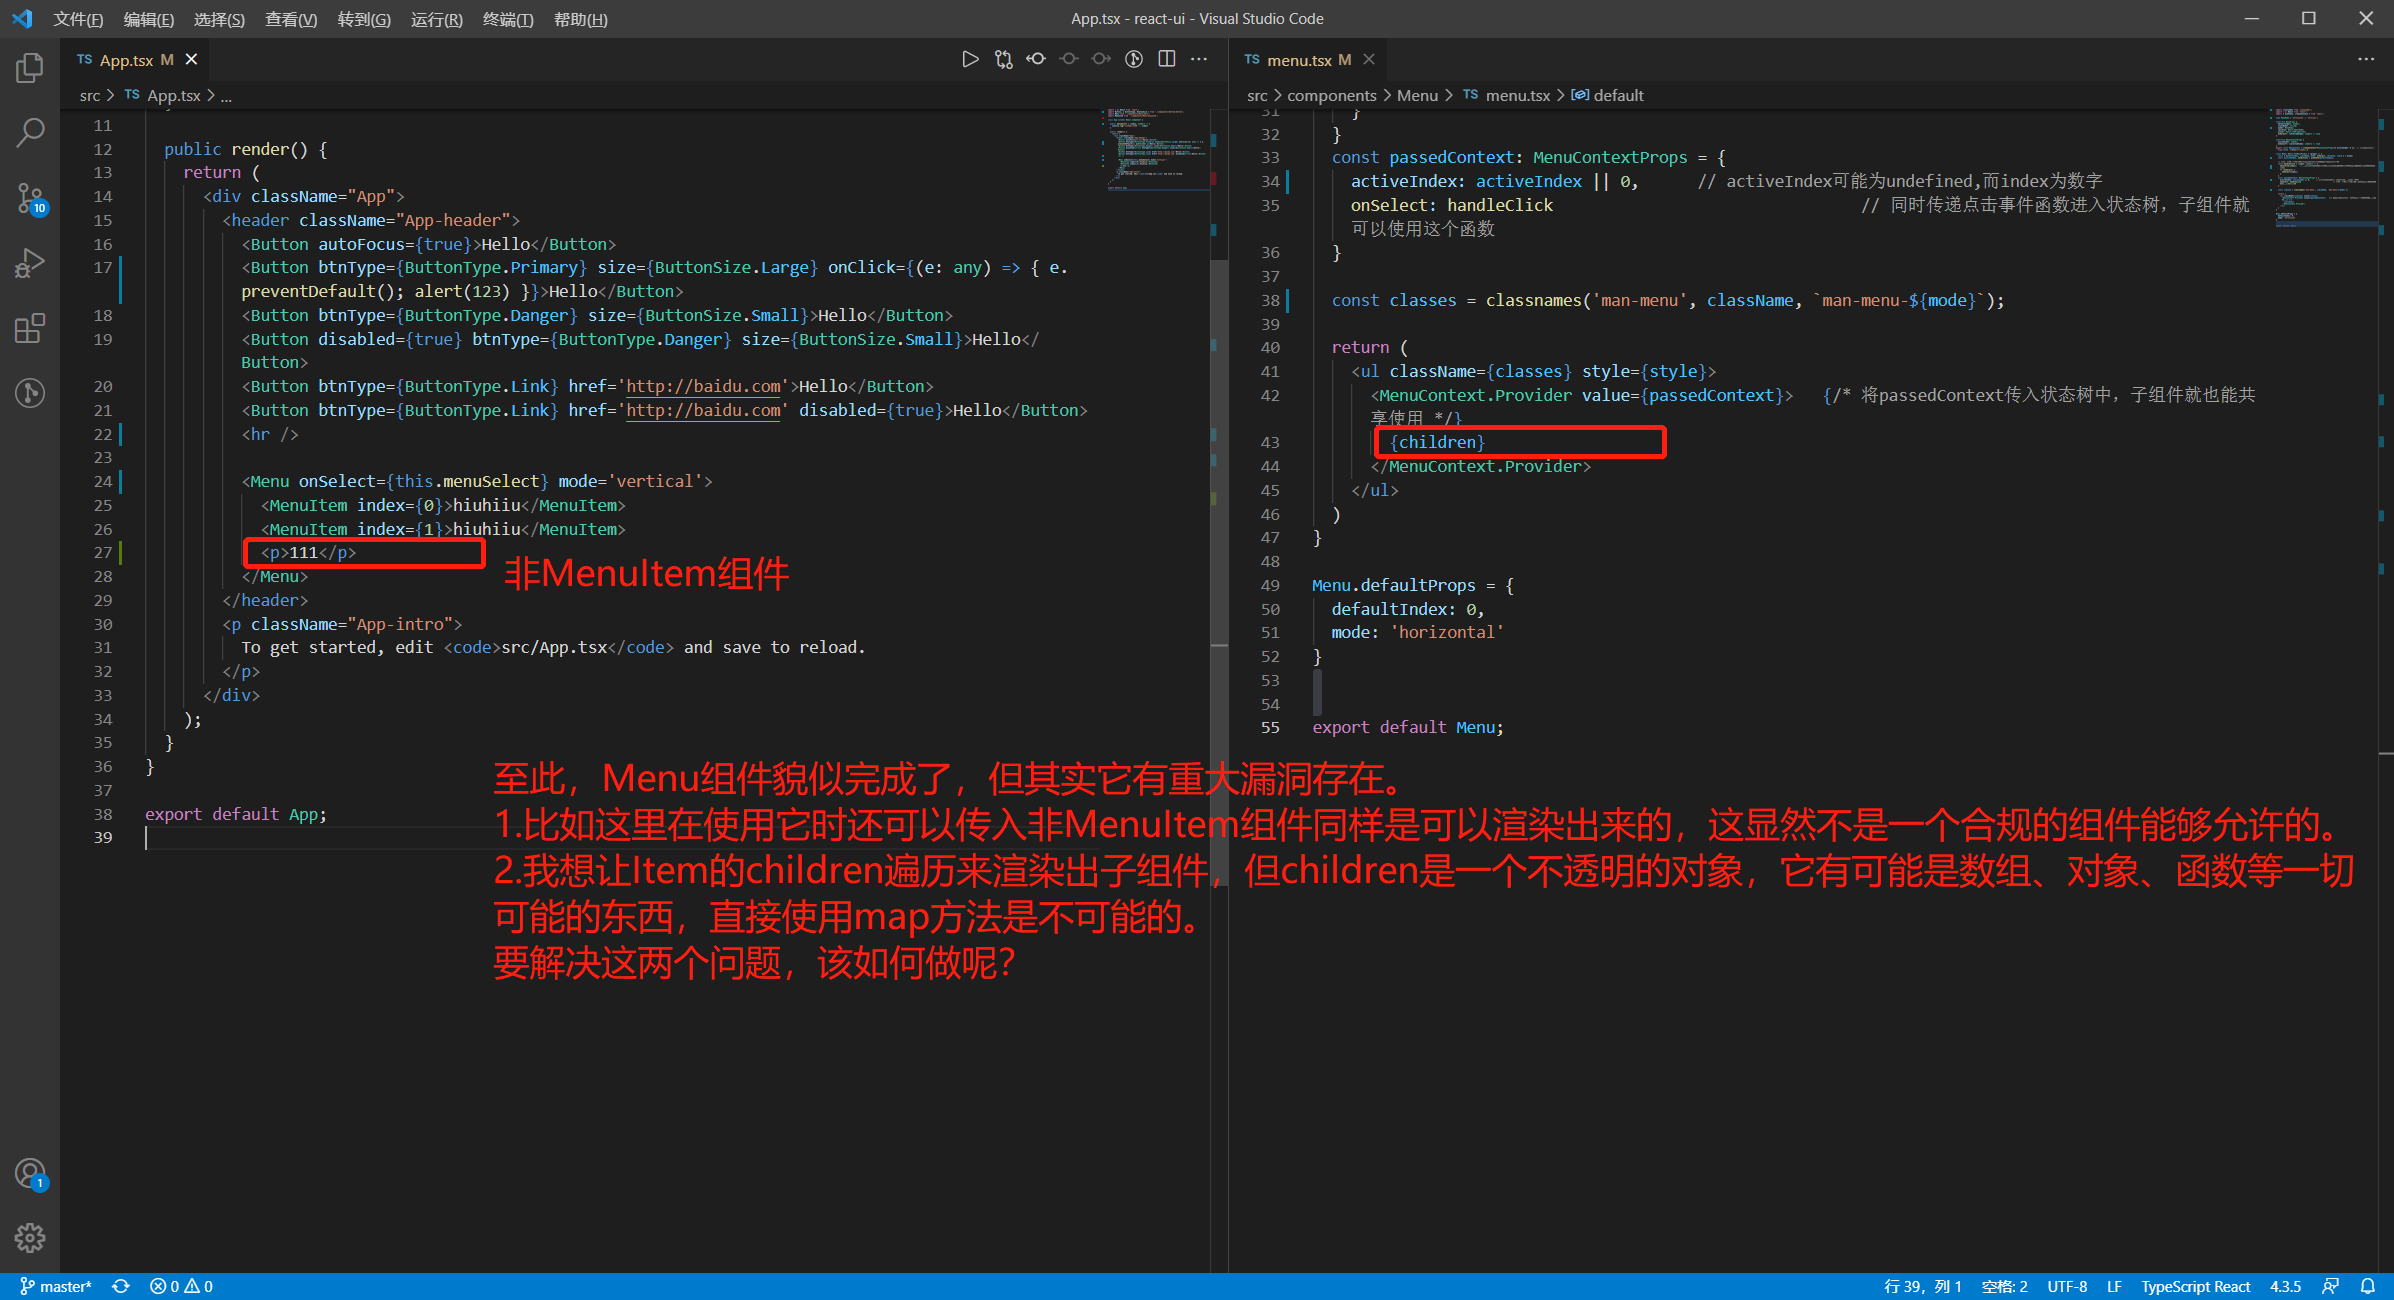 文件(F) 编辑(E) 选择(S) 查看(V) 转到(G) 运行(R) 终端(T) 帮助(H)
App.tsx - react-ui - Visual Studio Code
TS App.tsx M
src > TS App.tsx > ...
11
12 public render() {
13 return (
14 <div className="App">
15 <header className="App-header">
16 <Button autoFocus={true}>Hello</Button>
17 <Button btnType={ButtonType.Primary} size={ButtonSize.Large} onClick={(e: any) => { e.
preventDefault(); alert(123) }}>Hello</Button>
18 <Button btnType={ButtonType.Danger} size={ButtonSize.Small}>Hello</Button>
19 <Button disabled={true} btnType={ButtonType.Danger} size={ButtonSize.Small}>Hello</
Button>
20 <Button btnType={ButtonType.Link} href='http://baidu.com'>Hello</Button>
21 <Button btnType={ButtonType.Link} href='http://baidu.com' disabled={true}>Hello</Button>
22 <hr />
23
24 <Menu onSelect={this.menuSelect} mode='vertical'>
25 <MenuItem index={0}>hiuhiiu</MenuItem>
26 <MenuItem index={1}>hiuhiiu</MenuItem>
27 <p>111</p>
非MenuItem组件
28 </Menu>
29 </header>
30 <p className="App-intro">
31 To get started, edit <code>src/App.tsx</code> and save to reload.
32 </p>
33 </div>
34 );
35 }
36 }
37
38 export default App;
39
TS menu.tsx M
src > components > Menu > TS menu.tsx > default
31 }
32 }
33 const passedContext: MenuContextProps = {
34 activeIndex: activeIndex || 0, // activeIndex可能为undefined,而index为数字
35 onSelect: handleClick // 同时传递点击事件函数进入状态树，子组件就
可以使用这个函数
36 }
37
38 const classes = classnames('man-menu', className, `man-menu-${mode}`);
39
40 return (
41 <ul className={classes} style={style}>
42 <MenuContext.Provider value={passedContext}> {/* 将passedContext传入状态树中，子组件就也能共
享使用 */}
43 {children}
44 </MenuContext.Provider>
45 </ul>
46 )
47 }
48
49 Menu.defaultProps = {
50 defaultIndex: 0,
51 mode: 'horizontal'
52 }
53
54
55 export default Menu;
至此，Menu组件貌似完成了，但其实它有重大漏洞存在。
1.比如这里在使用它时还可以传入非MenuItem组件同样是可以渲染出来的，这显然不是一个合规的组件能够允许的。
2.我想让Item的children遍历来渲染出子组件，但children是一个不透明的对象，它有可能是数组、对象、函数等一切
可能的东西，直接使用map方法是不可能的。
要解决这两个问题，该如何做呢？
10
1
master* 0 0
行 39，列 1 空格: 2 UTF-8 LF TypeScript React 4.3.5